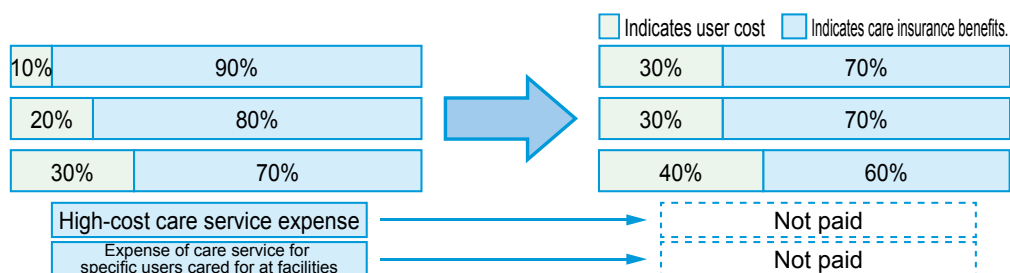 Indicates user cost Indicates care insurance benefits.
10% 90% 30% 70%
20% 80% 30% 70%
30% 70% 40% 60%
High-cost care service expense Not paid
Expense of care service for
specific users cared for at facilities
Not paid